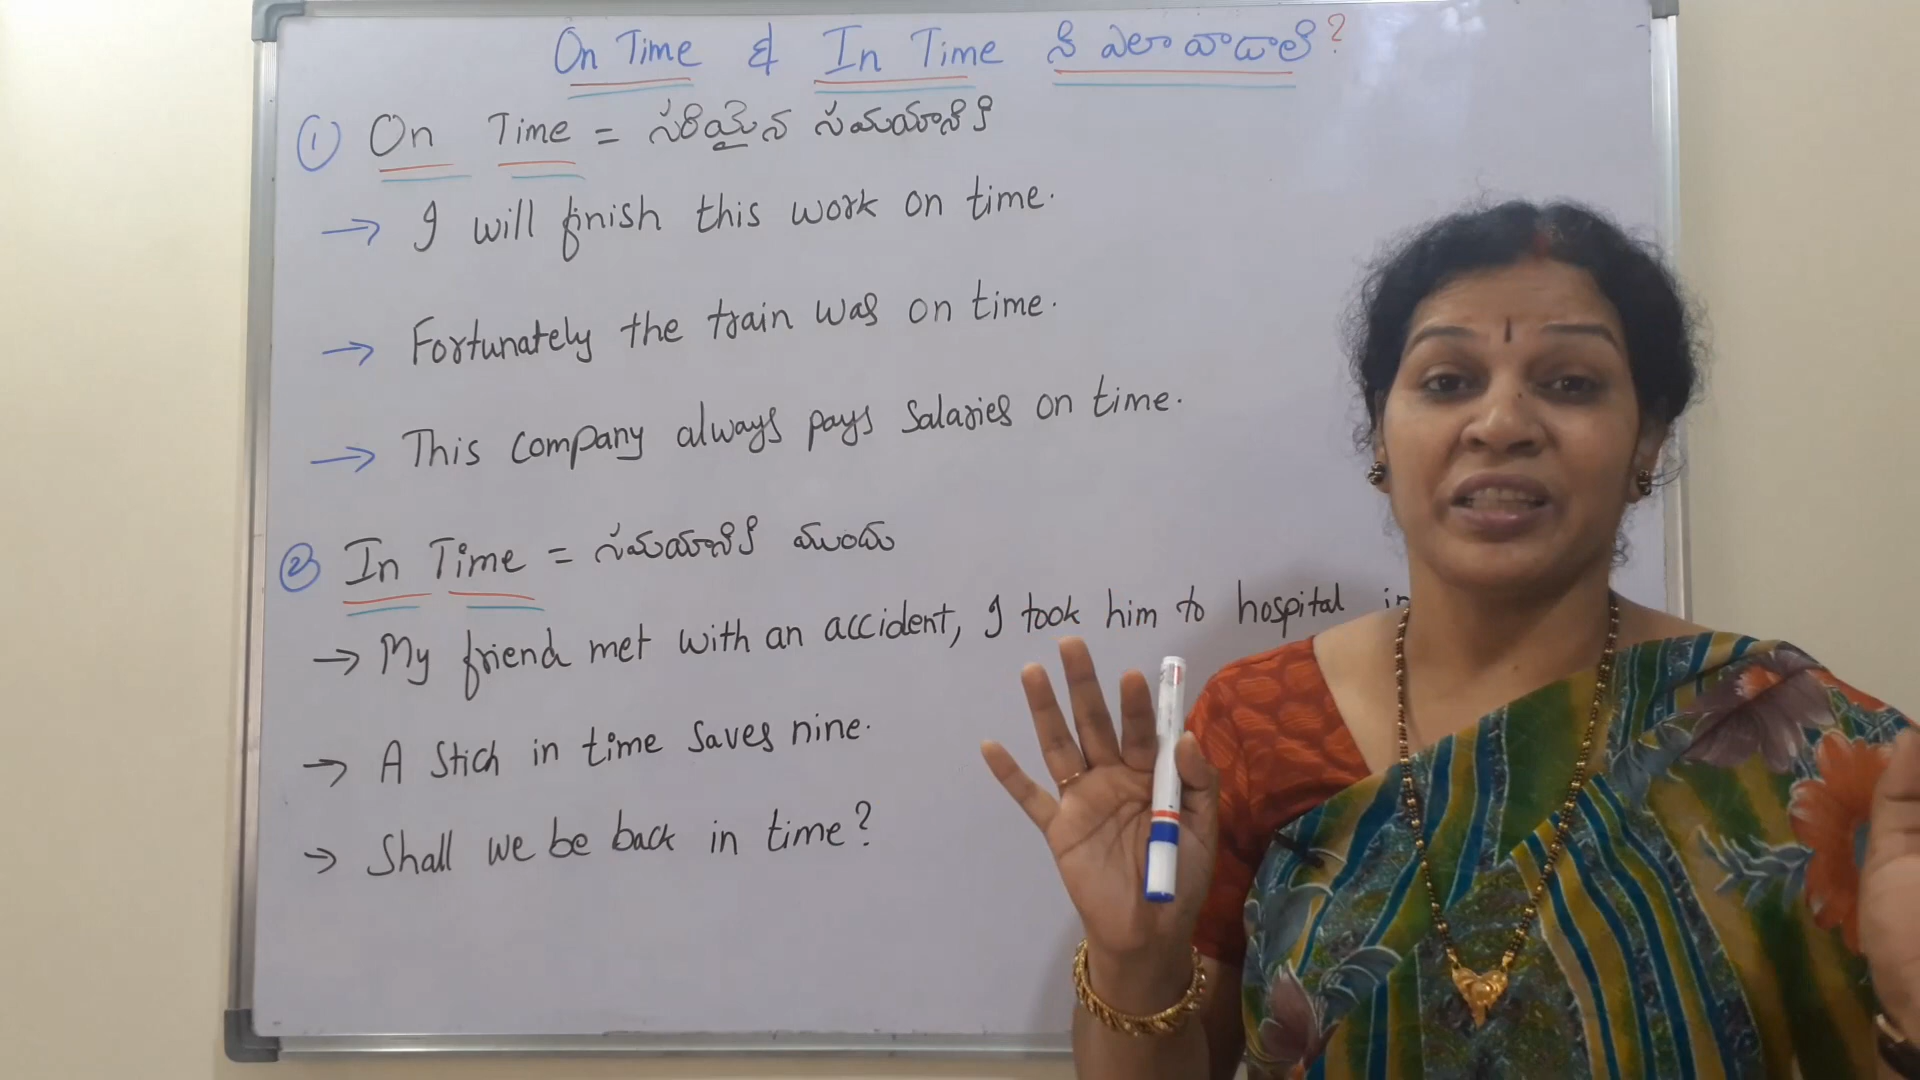 On Time & In Time ని ఎలా వాడాలి?
① On Time = సరియైన సమయానికి
→ I will finish this work on time.
→ Fortunately the train was on time.
→ This company always pays salaries on time.
② In Time = సమయానికి ముందు
→ My friend met with an accident, I took him to hospital in
→ A Stich in time saves nine.
→ Shall we be back in time?